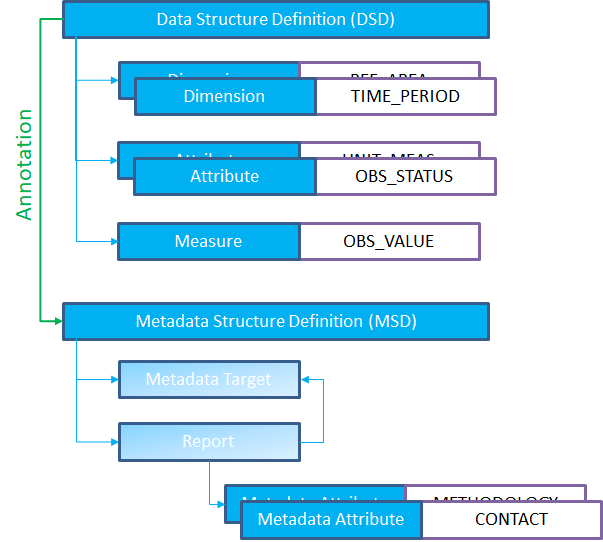 Data Structure Definition (DSD)
Dimension REF_AREA
Dimension TIME_PERIOD
Annotation
Attribute UNIT_MEAS
Attribute OBS_STATUS
Measure OBS_VALUE
Metadata Structure Definition (MSD)
Metadata Target
Report
Metadata Attribute METHODOLOGY
Metadata Attribute CONTACT